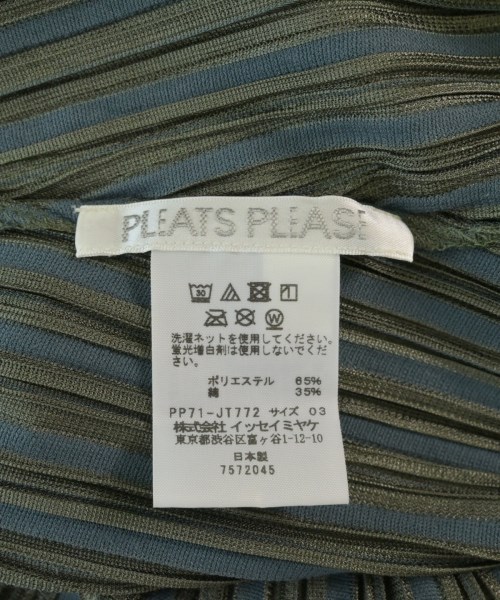 PLEATS PLEASE
30
W
洗濯ネットを使用してください。
蛍光増白剤は使用しないでください。
ポリエステル 65%
綿 35%
PP71-JT772 サイズ 03
株式会社 イッセイミヤケ
東京都渋谷区富ヶ谷1-12-10
日本製
7572045